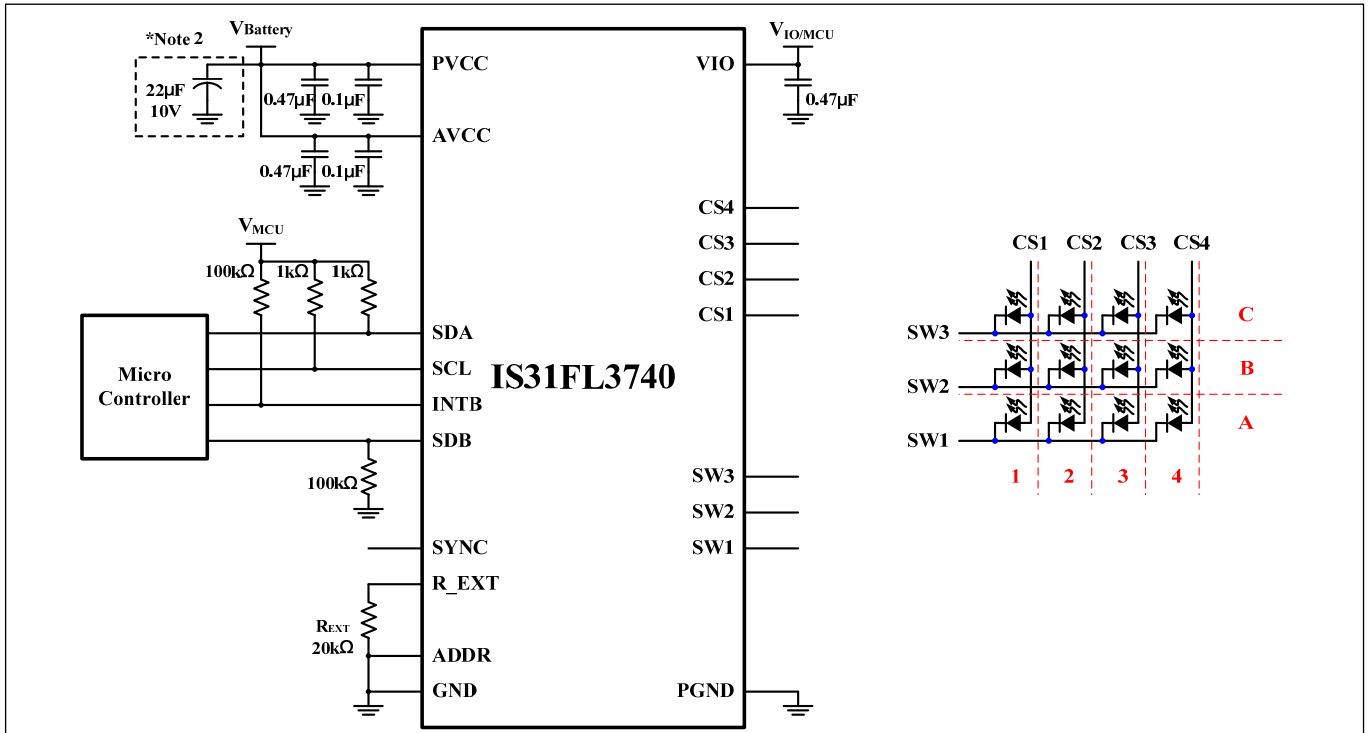 *Note 2
VBattery
22µF
10V
0.47µF
0.1µF
0.47µF
0.1µF
PVCC
AVCC
VIO/MCU
VIO
0.47µF
VMCU
100kΩ
1kΩ
1kΩ
Micro
Controller
SDA
SCL
INTB
SDB
100kΩ
SYNC
R_EXT
REXT
20kΩ
ADDR
GND
IS31FL3740
CS4
CS3
CS2
CS1
SW3
SW2
SW1
PGND
CS1 CS2 CS3 CS4
SW3
C
SW2
B
SW1
A
1 2 3 4